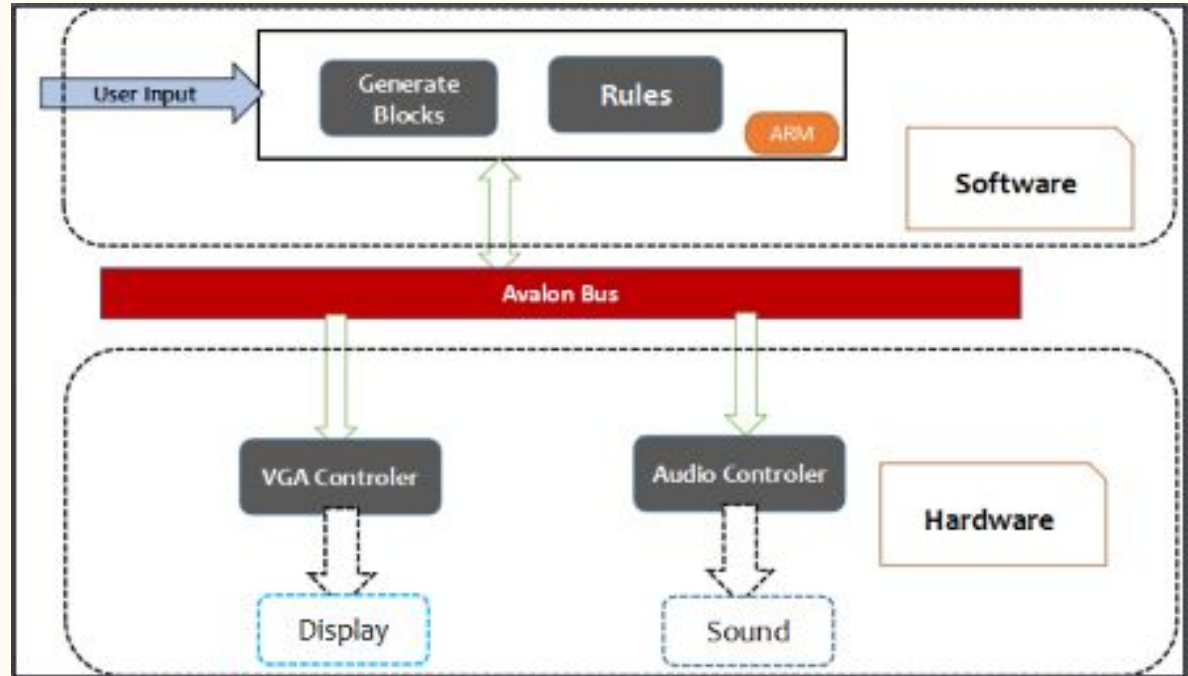 User Input
Generate
Blocks
Rules
ARM
Software
Avalon Bus
VGA Controler
Audio Controler
Hardware
Display
Sound